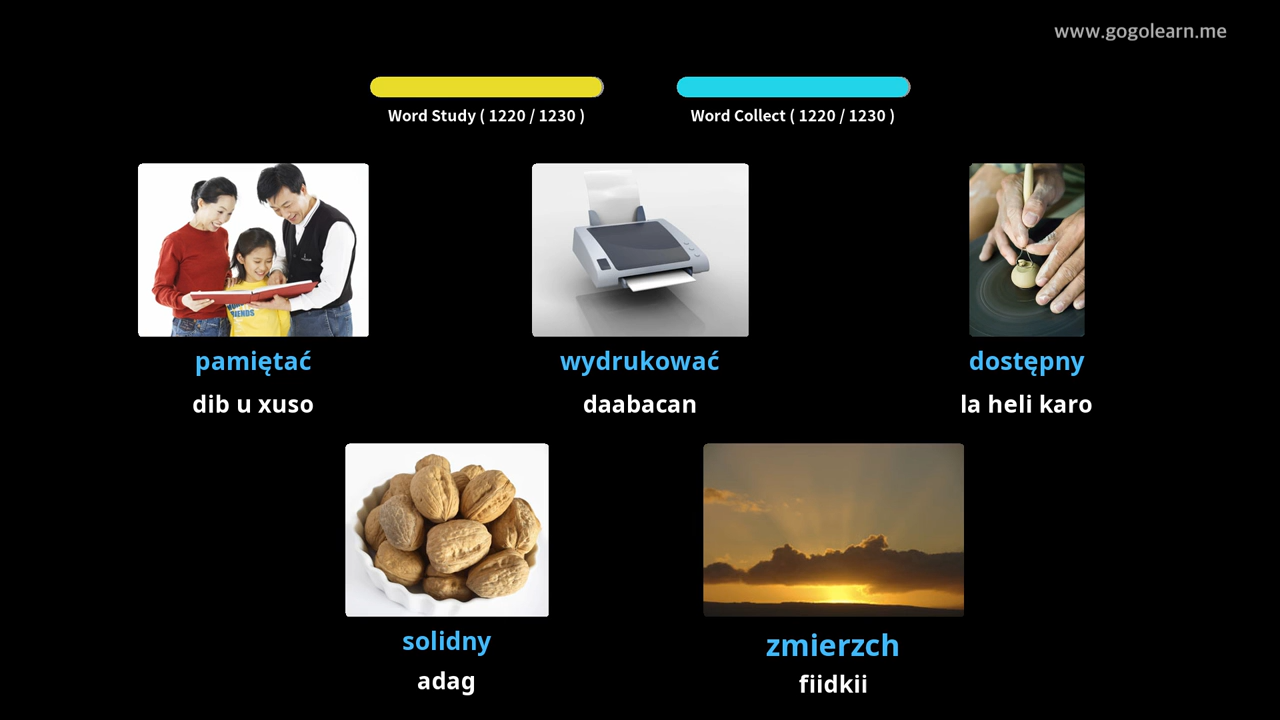 www.gogolearn.me
Word Study ( 1220 / 1230 )
Word Collect ( 1220 / 1230 )
pamiętać
dib u xuso
wydrukować
daabacan
dostępny
la heli karo
solidny
adag
zmierzch
fiidkii